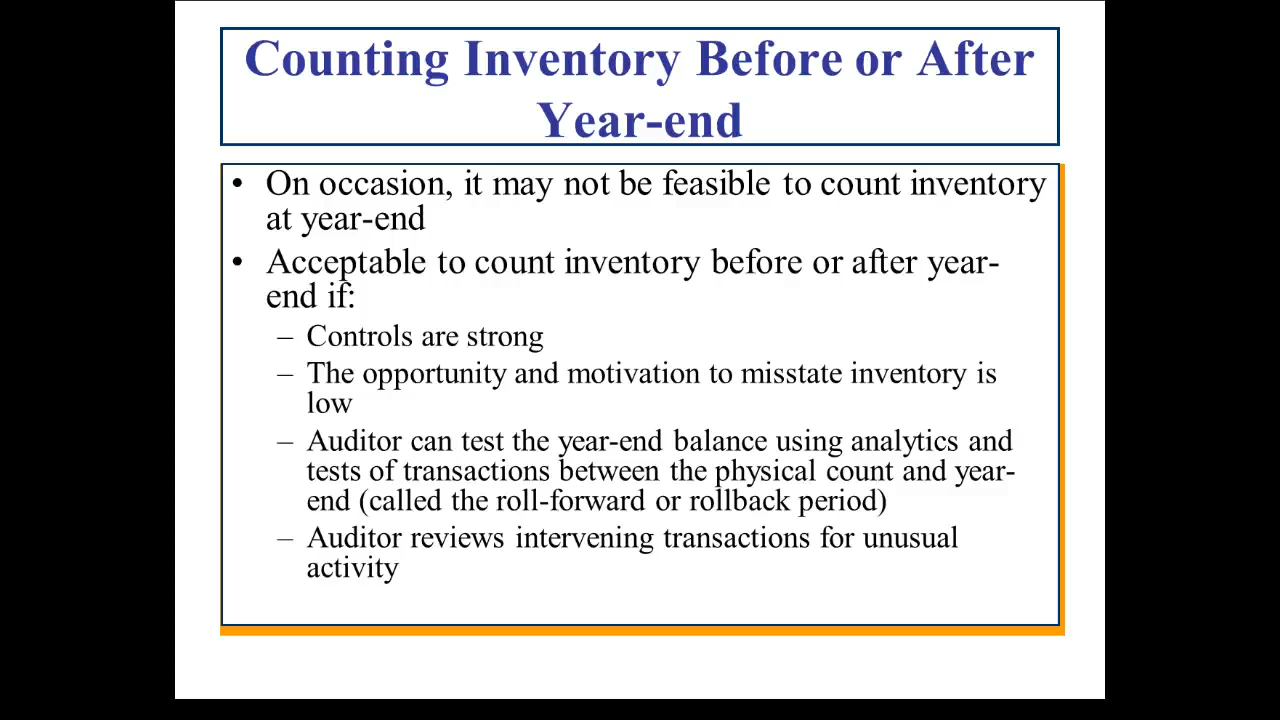 Counting Inventory Before or After
Year-end
• On occasion, it may not be feasible to count inventory
at year-end
• Acceptable to count inventory before or after year-
end if:
– Controls are strong
– The opportunity and motivation to misstate inventory is
low
– Auditor can test the year-end balance using analytics and
tests of transactions between the physical count and year-
end (called the roll-forward or rollback period)
– Auditor reviews intervening transactions for unusual
activity